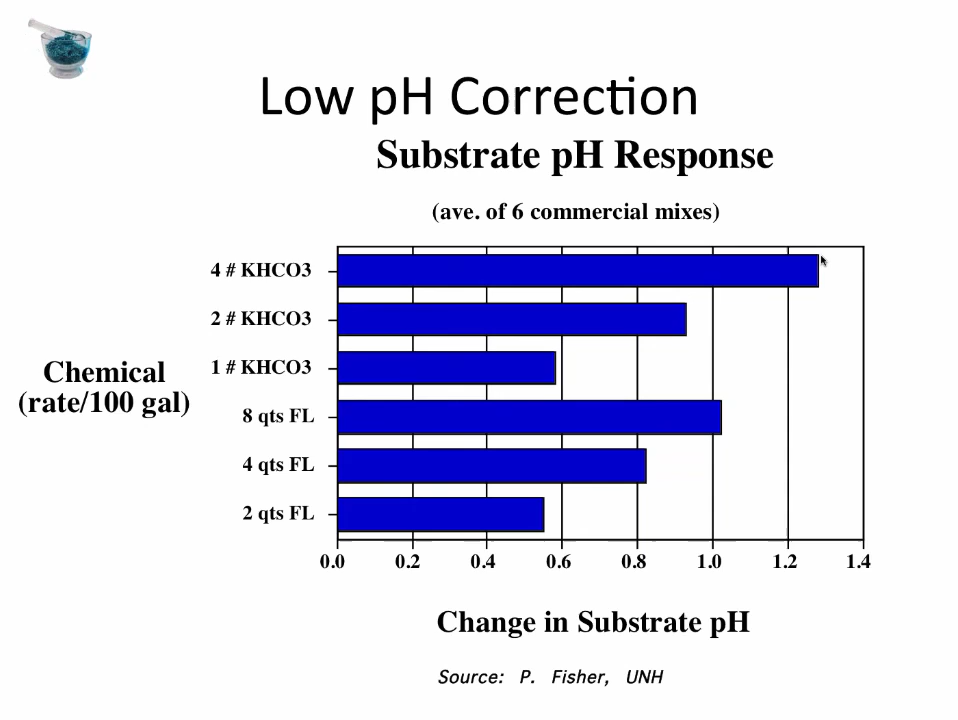 Low pH Correction
Substrate pH Response
(ave. of 6 commercial mixes)
4 # KHCO3
2 # KHCO3
1 # KHCO3
Chemical
(rate/100 gal)
8 qts FL
4 qts FL
2 qts FL
0.0 0.2 0.4 0.6 0.8 1.0 1.2 1.4
Change in Substrate pH
Source: P. Fisher, UNH